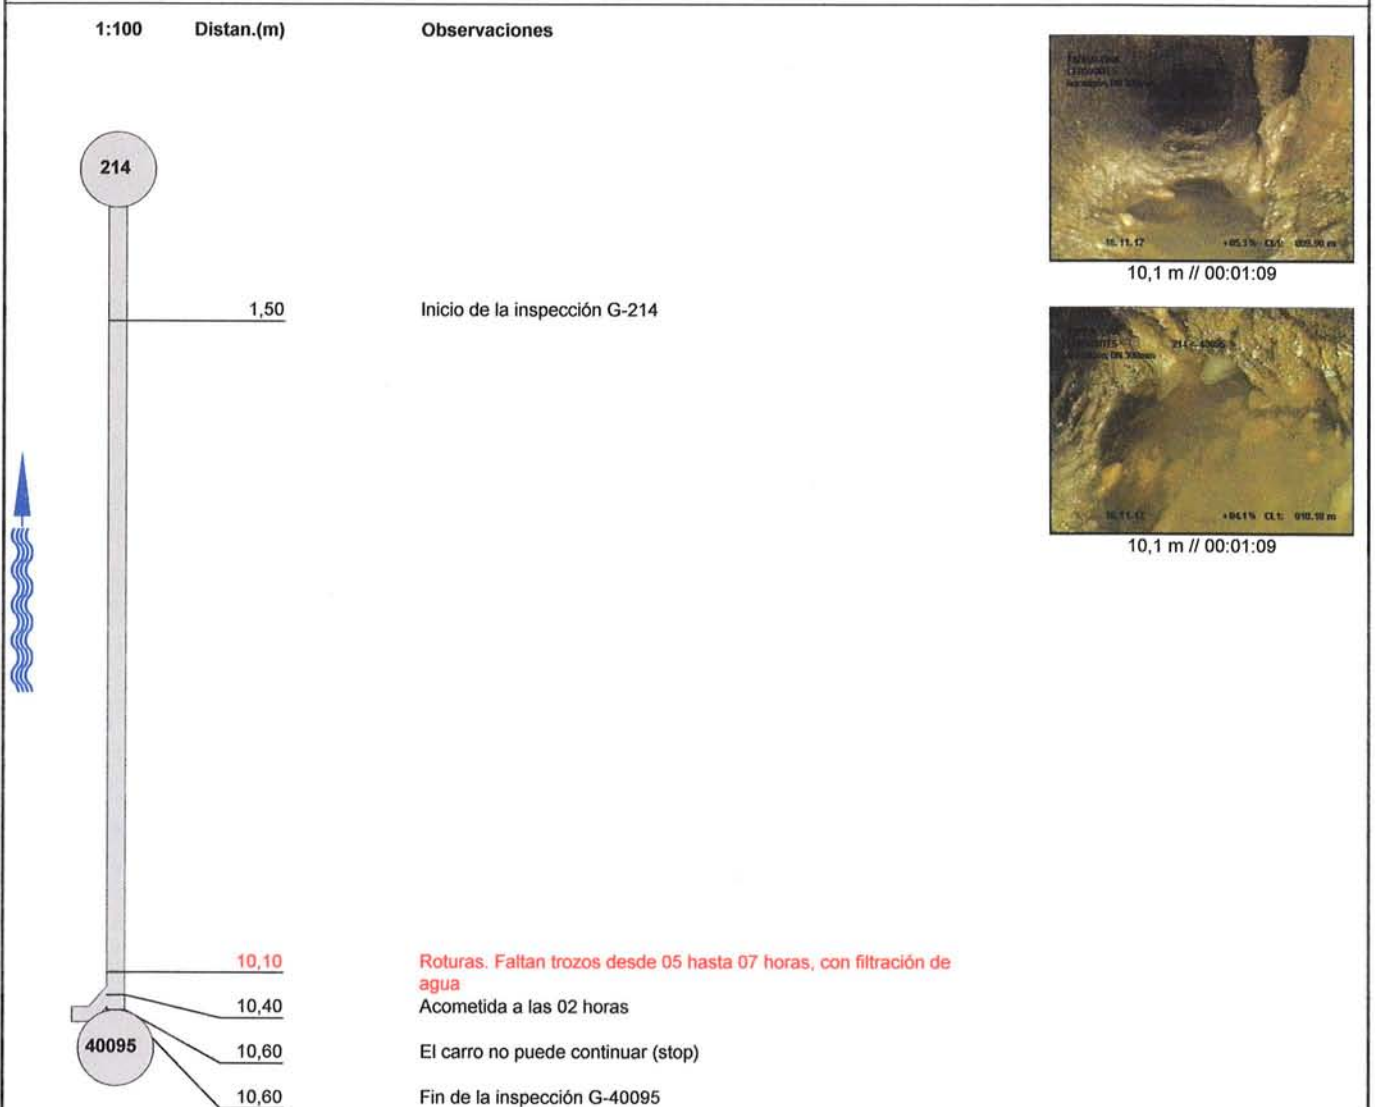 1:100 Distan.(m) Observaciones
214
16.11.17
10,1 m // 00:01:09
1,50 Inicio de la inspección G-214
10,1 m // 00:01:09
10,10 Roturas. Faltan trozos desde 05 hasta 07 horas, con filtración de
agua
10,40 Acometida a las 02 horas
40095
10,60 El carro no puede continuar (stop)
10,60 Fin de la inspección G-40095